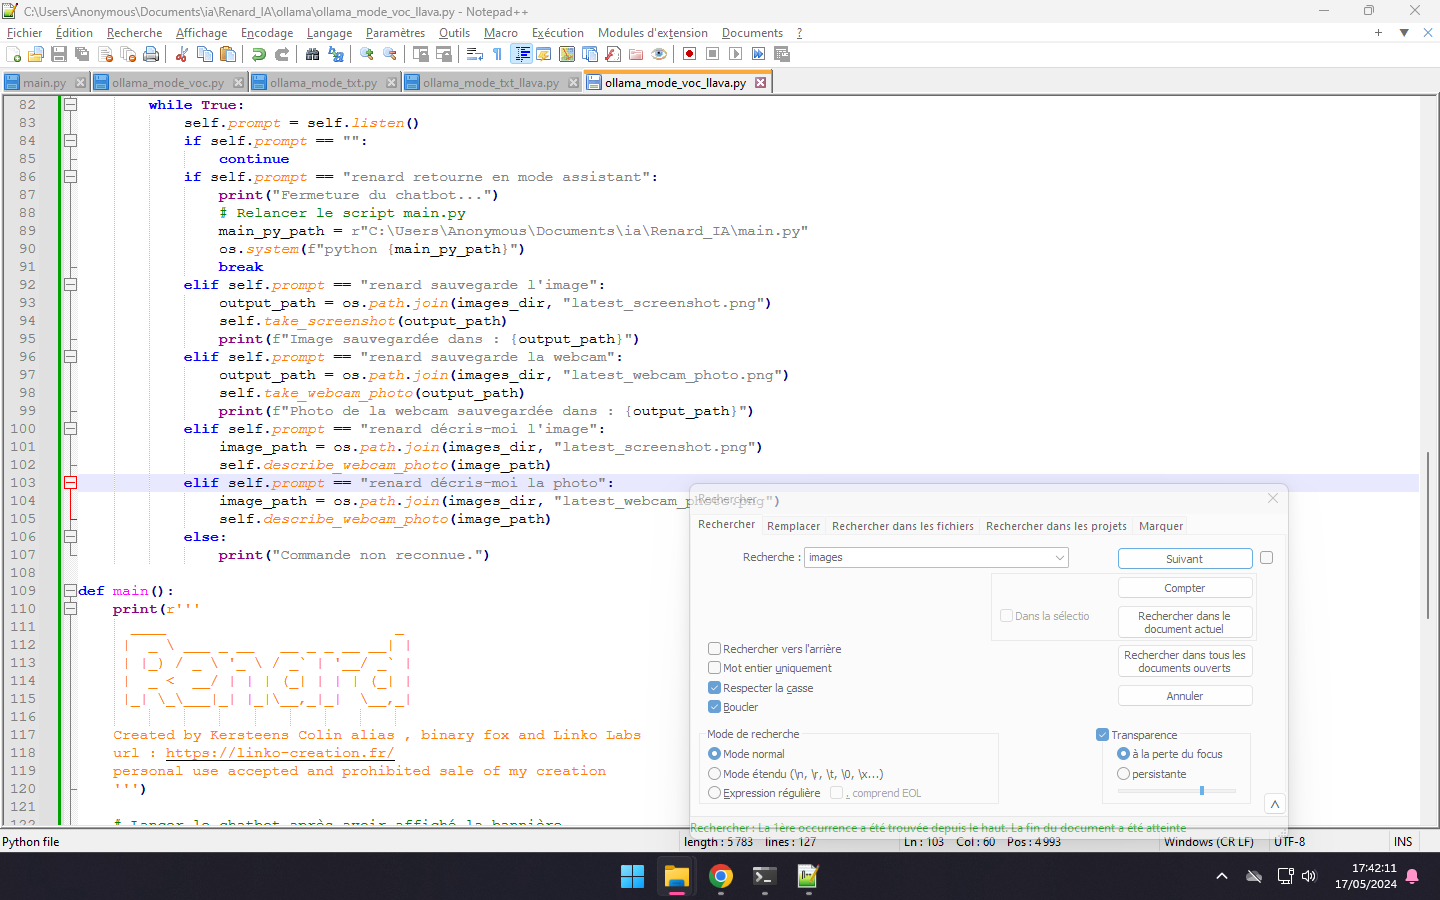 C:\Users\Anonymous\Documents\ia\Renard_IA\ollama\ollama_mode_voc_llava.py - Notepad++
Fichier Édition Recherche Affichage Encodage Langage Paramètres Outils Macro Exécution Modules d'extension Documents ?
main.py ollama_mode_voc.py ollama_mode_txt.py ollama_mode_txt_llava.py ollama_mode_voc_llava.py
82 while True:
83 self.prompt = self.listen()
84 if self.prompt == "":
85 continue
86 if self.prompt == "renard retourne en mode assistant":
87 print("Fermeture du chatbot...")
88 # Relancer le script main.py
89 main_py_path = r"C:\Users\Anonymous\Documents\ia\Renard_IA\main.py"
90 os.system(f"python {main_py_path}")
91 break
92 elif self.prompt == "renard sauvegarde l'image":
93 output_path = os.path.join(images_dir, "latest_screenshot.png")
94 self.take_screenshot(output_path)
95 print(f"Image sauvegardée dans : {output_path}")
96 elif self.prompt == "renard sauvegarde la webcam":
97 output_path = os.path.join(images_dir, "latest_webcam_photo.png")
98 self.take_webcam_photo(output_path)
99 print(f"Photo de la webcam sauvegardée dans : {output_path}")
100 elif self.prompt == "renard décris-moi l'image":
101 image_path = os.path.join(images_dir, "latest_screenshot.png")
102 self.describe_webcam_photo(image_path)
103 elif self.prompt == "renard décris-moi la photo":
104 image_path = os.path.join(images_dir, "latest_webcam_photo.png")
105 self.describe_webcam_photo(image_path)
106 else:
107 print("Commande non reconnue.")
108
109 def main():
110 print(r'''
111
112
113
114
115
116
117 Created by Kersteens Colin alias , binary fox and Linko Labs
118 url : https://linko-creation.fr/
119 personal use accepted and prohibited sale of my creation
120 ''')
121
122 # Lancer le chatbot après avoir affiché la bannière
Rechercher
Rechercher Remplacer Rechercher dans les fichiers Rechercher dans les projets Marquer
Recherche : images
Suivant
Compter
Dans la sélectio
Rechercher dans le document actuel
Rechercher dans tous les documents ouverts
Annuler
Rechercher vers l'arrière
Mot entier uniquement
Respecter la casse
Boucler
Mode de recherche
Mode normal
Mode étendu (\n, \r, \t, \0, \x...)
Expression régulière . comprend EOL
Transparence
à la perte du focus
persistante
Rechercher : La 1ère occurrence a été trouvée depuis le haut. La fin du document a été atteinte
Python file length : 5 783 lines : 127 Ln : 103 Col : 60 Pos : 4 993 Windows (CR LF) UTF-8 INS
17:42:11
17/05/2024